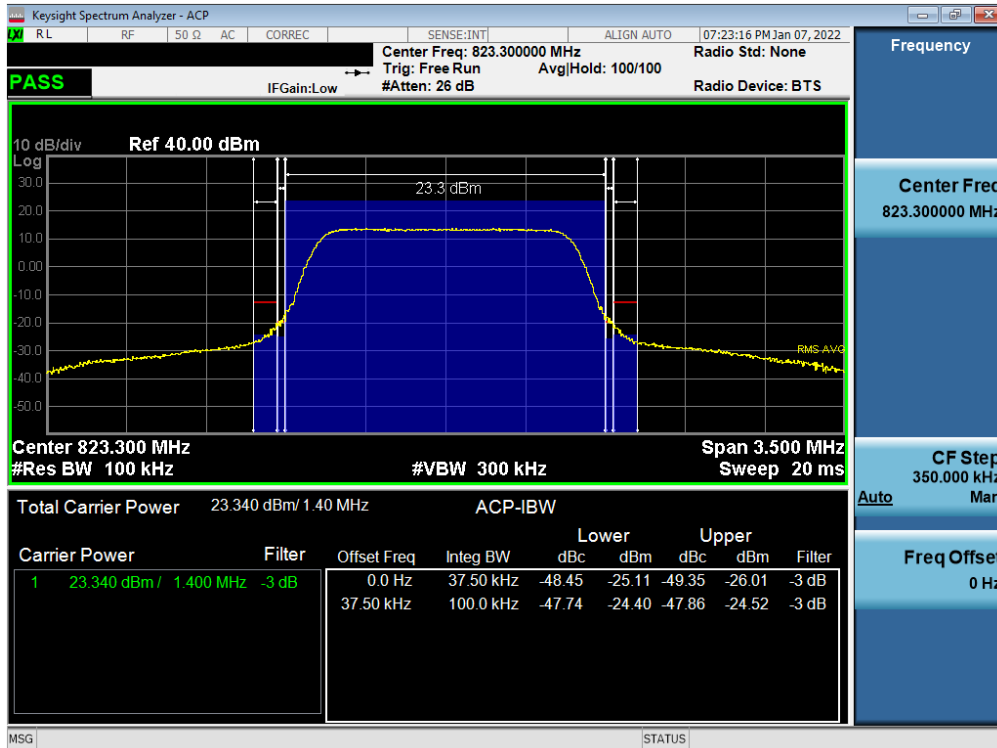 Keysight Spectrum Analyzer - ACP
LXI RL RF 50 Ω AC CORREC SENSE:INT ALIGN AUTO 07:23:16 PM Jan 07, 2022
Center Freq: 823.300000 MHz Radio Std: None
Trig: Free Run Avg|Hold: 100/100
PASS IFGain:Low #Atten: 26 dB Radio Device: BTS
10 dB/div Ref 40.00 dBm
Log
30.0
23.3 dBm
20.0
10.0
0.00
-10.0
-20.0
-30.0
RMS AVG
-40.0
-50.0
Center 823.300 MHz Span 3.500 MHz
#Res BW 100 kHz #VBW 300 kHz Sweep 20 ms
Total Carrier Power 23.340 dBm/ 1.40 MHz ACP-IBW
Lower Upper
Carrier Power Filter Offset Freq Integ BW dBc dBm dBc dBm Filter
1 23.340 dBm / 1.400 MHz -3 dB 0.0 Hz 37.50 kHz -48.45 -25.11 -49.35 -26.01 -3 dB
37.50 kHz 100.0 kHz -47.74 -24.40 -47.86 -24.52 -3 dB
MSG STATUS
Frequency
Center Freq
823.300000 MHz
CF Step
350.000 kHz
Auto Man
Freq Offset
0 Hz